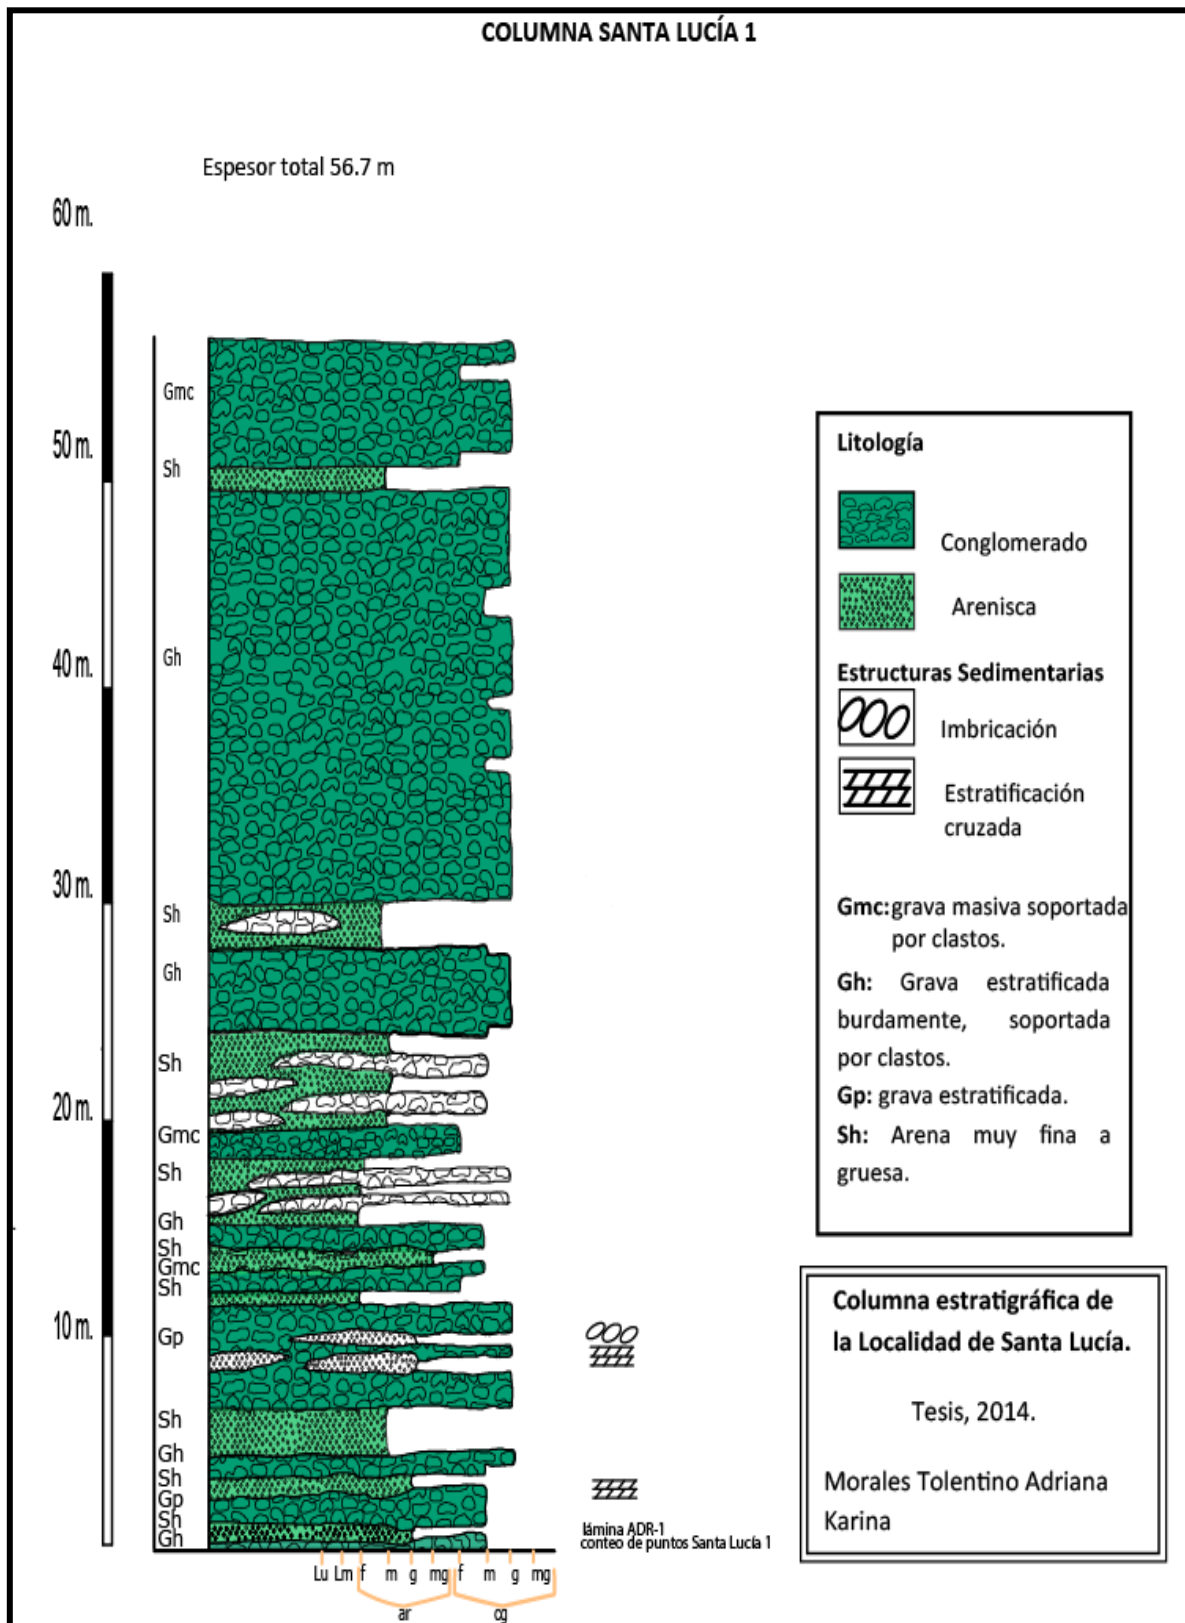 COLUMNA SANTA LUCÍA 1
Espesor total 56.7 m
60 m.
50 m.
40 m.
30 m.
20 m.
10 m.
Gmc
Sh
Gh
Sh
Gh
Sh
Gmc
Sh
Gh
Sh
Gmc
Sh
Gp
Sh
Gh
Sh
Gp
Sh
Gh
lámina ADR-1
conteo de puntos Santa Lucía 1
Lu Lm f m g mg f m g mg
ar cg
Litología
Conglomerado
Arenisca
Estructuras Sedimentarias
Imbricación
Estratificación
cruzada
Gmc:grava masiva soportada
por clastos.
Gh: Grava estratificada
burdamente, soportada
por clastos.
Gp: grava estratificada.
Sh: Arena muy fina a
gruesa.
Columna estratigráfica de
la Localidad de Santa Lucía.
Tesis, 2014.
Morales Tolentino Adriana
Karina